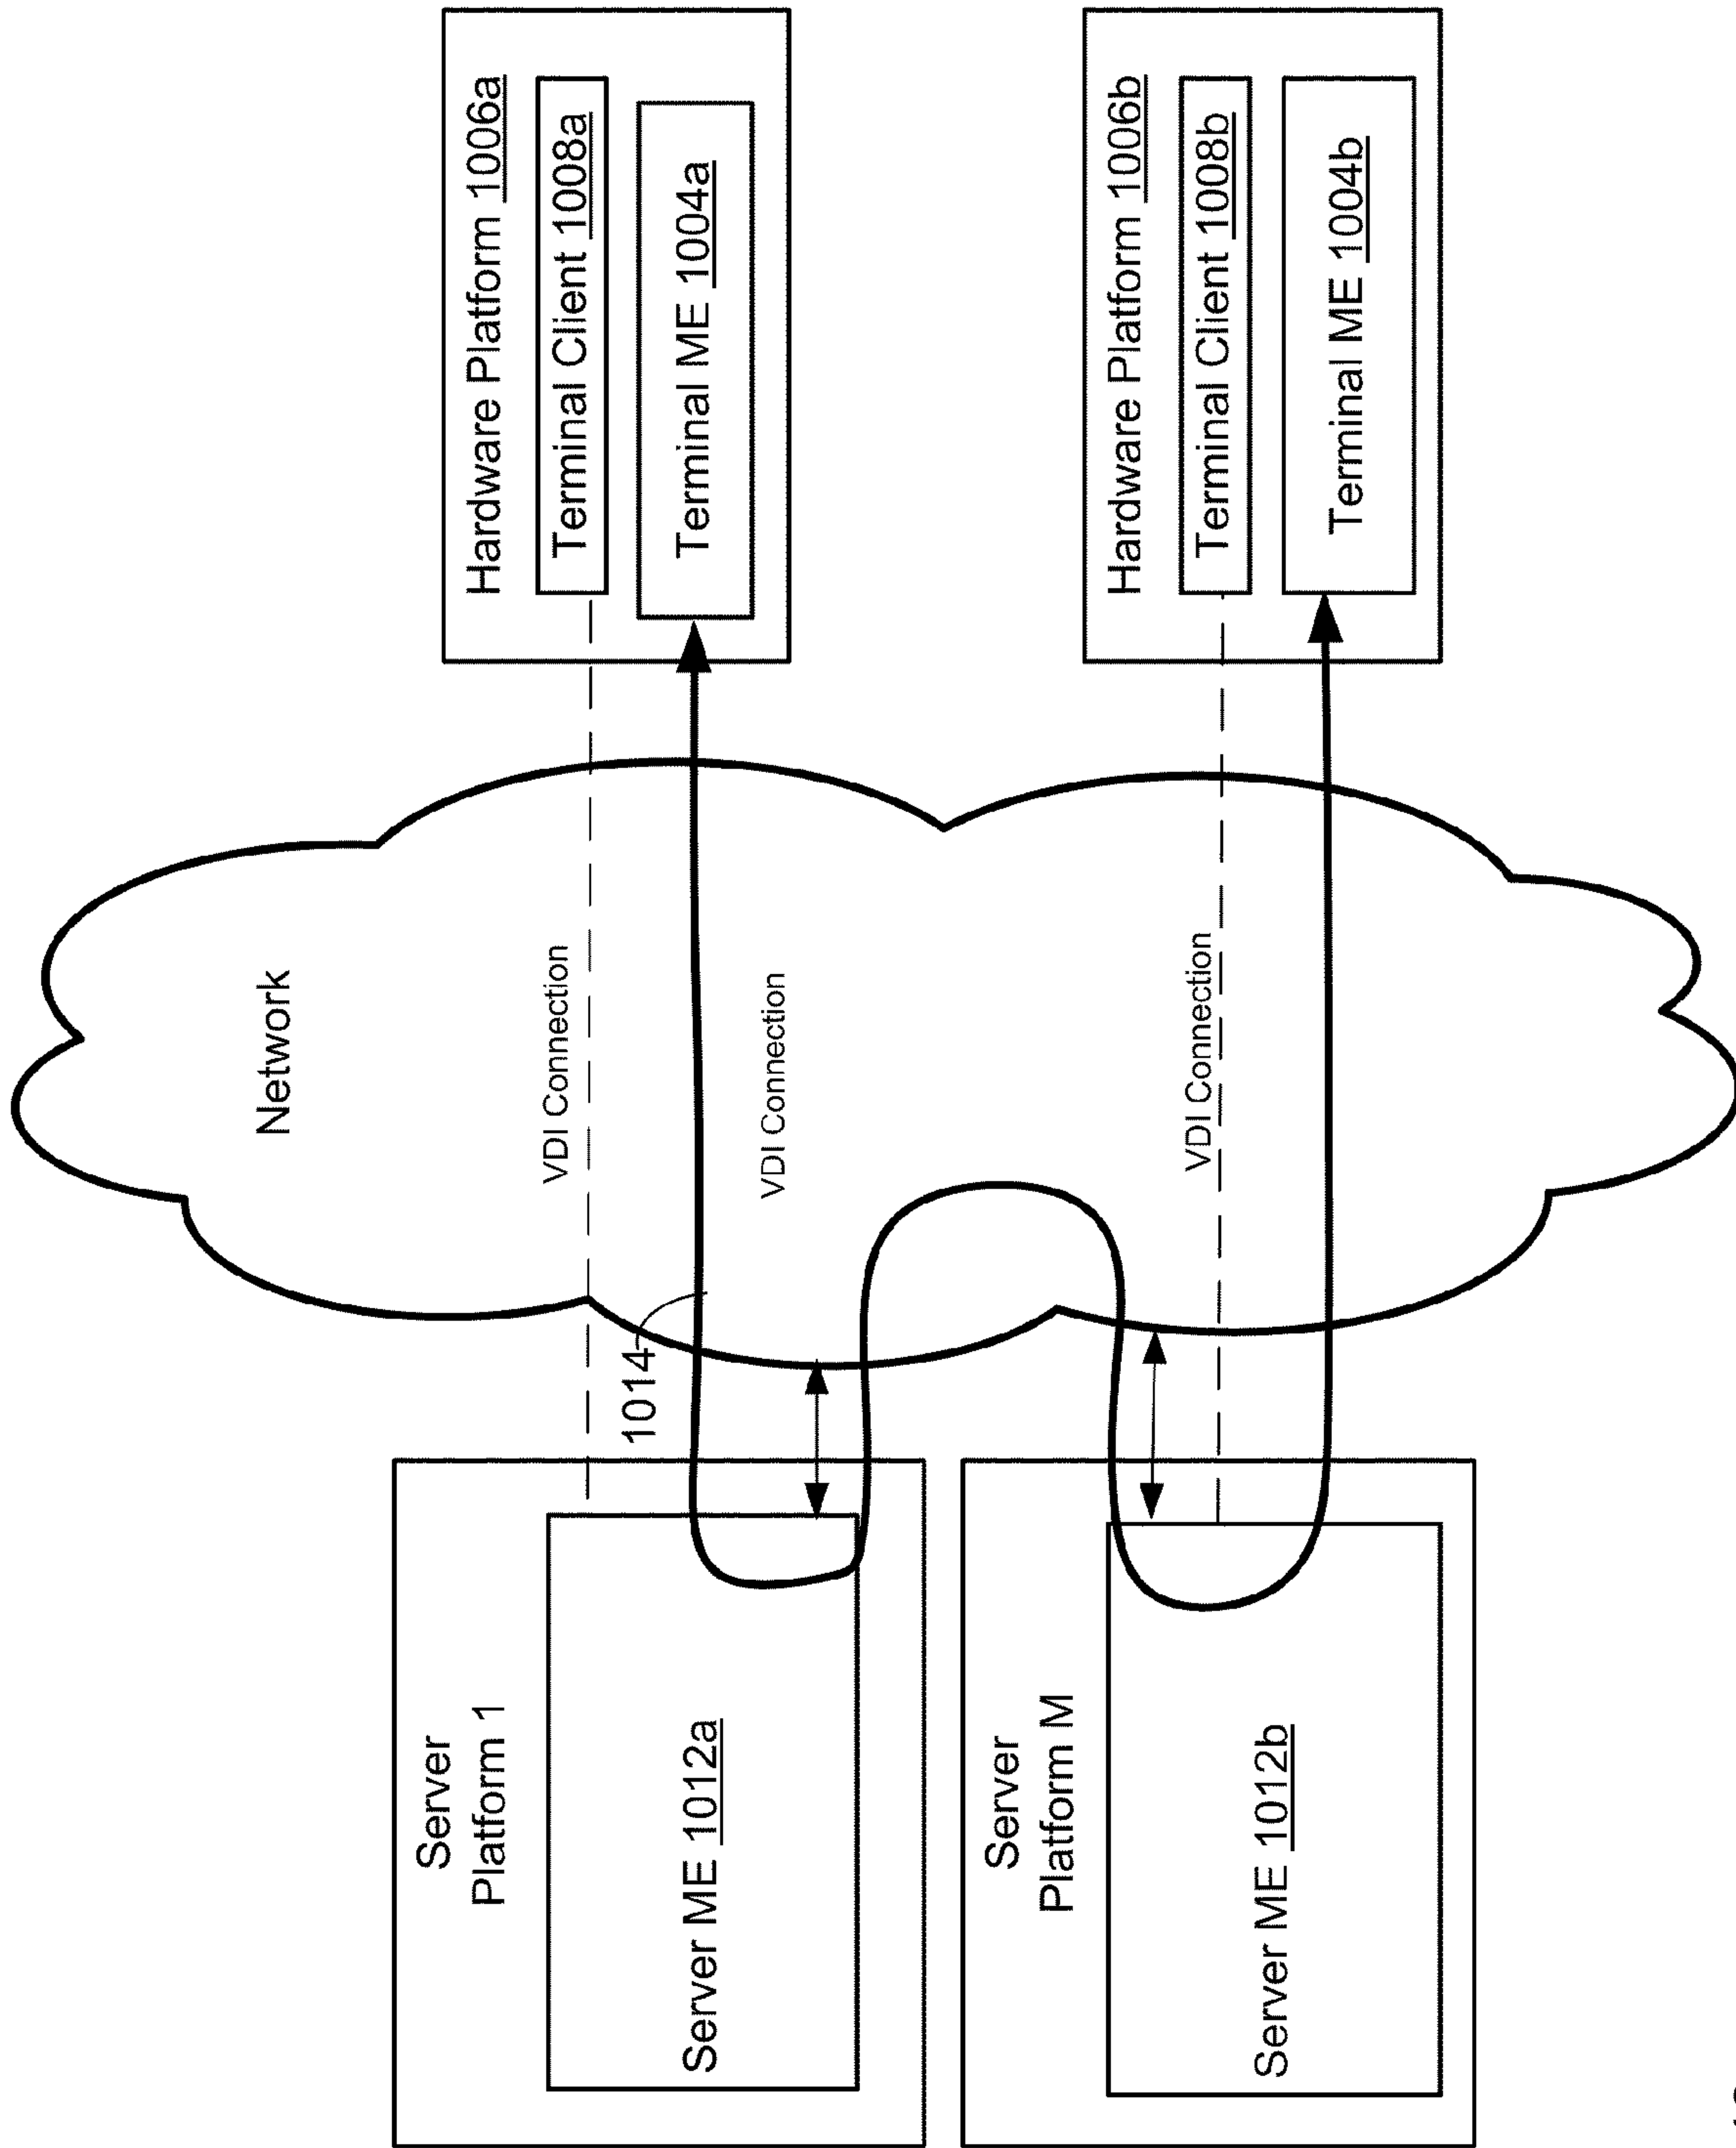 Network
Server
Platform 1
Server ME 1012a
Server
Platform M
Server ME 1012b
VDI Connection
1014
VDI Connection
VDI Connection
Hardware Platform 1006a
Terminal Client 1008a
Terminal ME 1004a
Hardware Platform 1006b
Terminal Client 1008b
Terminal ME 1004b